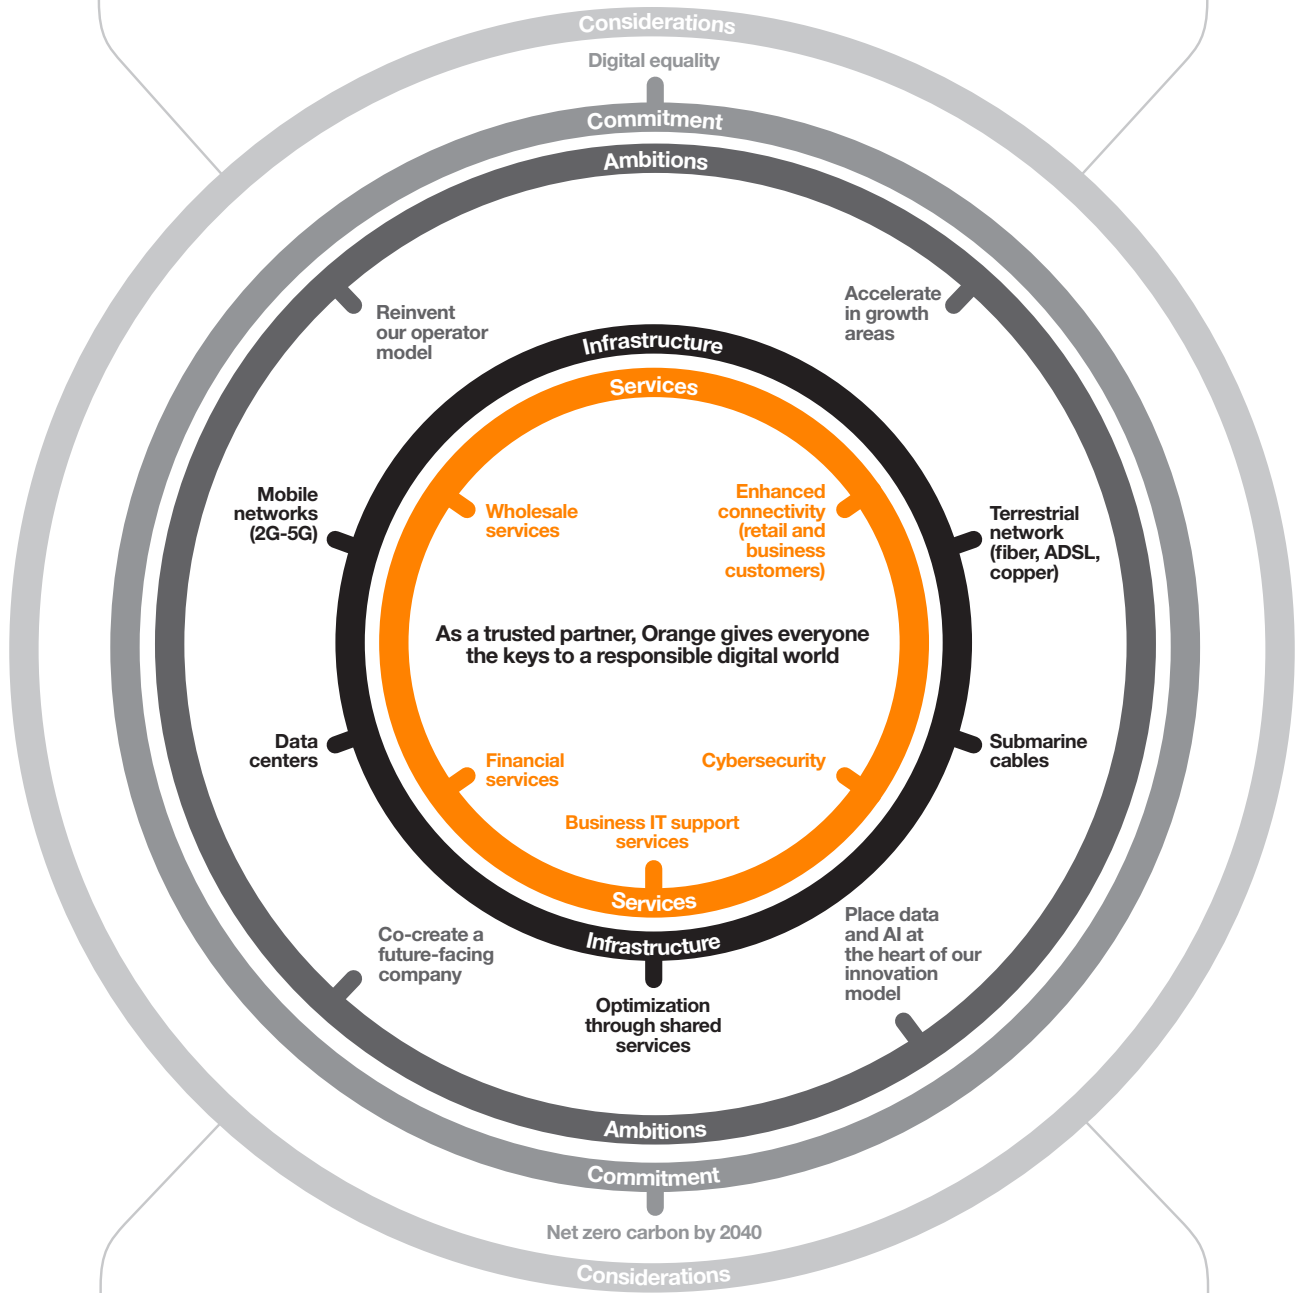 Considerations
Digital equality
Commitment
Ambitions
Reinvent
our operator
model
Accelerate
in growth
areas
Infrastructure
Services
Mobile
networks
(2G-5G)
Wholesale
services
Enhanced
connectivity
(retail and
business
customers)
Terrestrial
network
(fiber, ADSL,
copper)
As a trusted partner, Orange gives everyone
the keys to a responsible digital world
Data
centers
Financial
services
Cybersecurity
Submarine
cables
Business IT support
services
Services
Infrastructure
Co-create a
future-facing
company
Place data
and AI at
the heart of our
innovation
model
Optimization
through shared
services
Ambitions
Commitment
Net zero carbon by 2040
Considerations